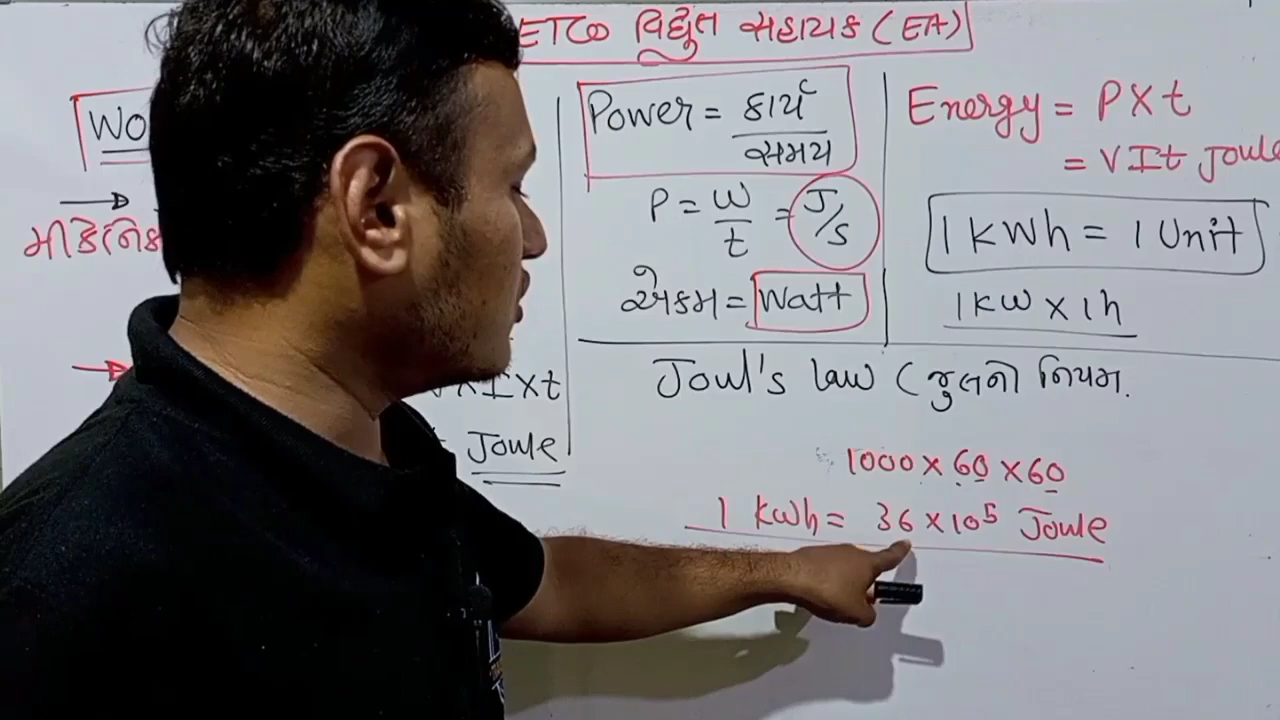 ETCO વિદ્યુત સહાયક (EA)
WO
મીકેનિક
V×I×t
Joule
Power = કાર્ય / સમય
P = W/t = J/s
એકમ = Watt
Energy = P X t
= VIt Joule
1 kWh = 1 Unit
1 kW × 1h
Joul's law (જુલનો નિયમ.
1000 × 60 × 60
1 kwh = 36 × 10⁵ Joule